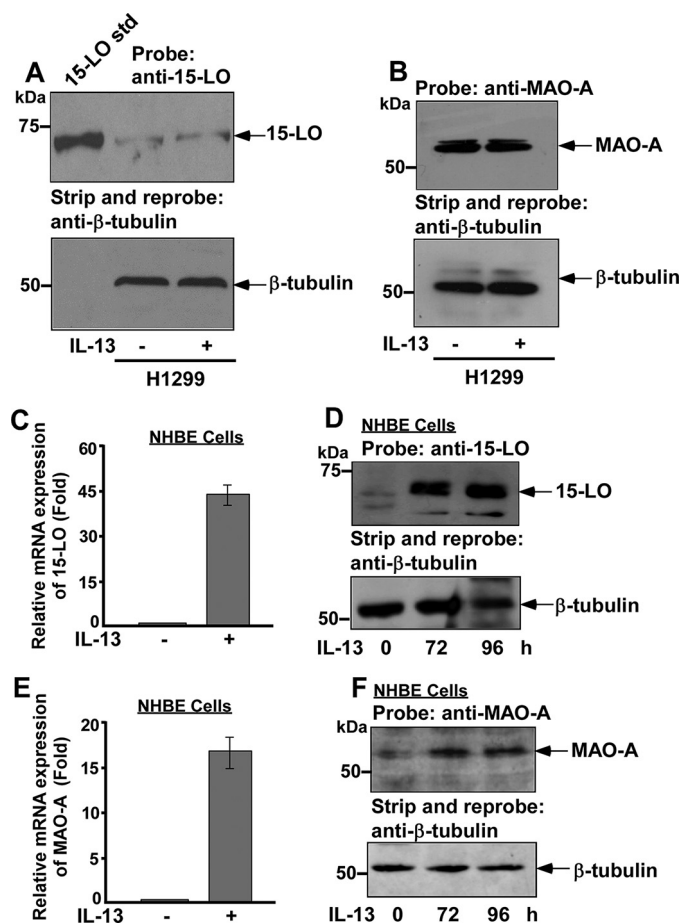 A
15-LO std
Probe:
anti-15-LO
kDa
75
15-LO
Strip and reprobe:
anti-β-tubulin
50
β-tubulin
IL-13 - +
H1299
B
Probe: anti-MAO-A
MAO-A
50
Strip and reprobe:
anti-β-tubulin
β-tubulin
50
IL-13 - +
H1299
C
NHBE Cells
Relative mRNA expression
of 15-LO (Fold)
60
45
30
15
0
IL-13 - +
D
NHBE Cells
kDa
Probe: anti-15-LO
75
15-LO
Strip and reprobe:
anti-β-tubulin
β-tubulin
50
IL-13 0 72 96 h
E
NHBE Cells
Relative mRNA expression
of MAO-A (Fold)
20
15
10
5
0
IL-13 - +
F
NHBE Cells
Probe: anti-MAO-A
kDa
MAO-A
50
Strip and reprobe:
anti-β-tubulin
50
β-tubulin
IL-13 0 72 96 h